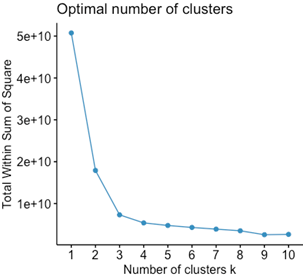 Optimal number of clusters
Total Within Sum of Square
5e+10
4e+10
3e+10
2e+10
1e+10
1 2 3 4 5 6 7 8 9 10
Number of clusters k